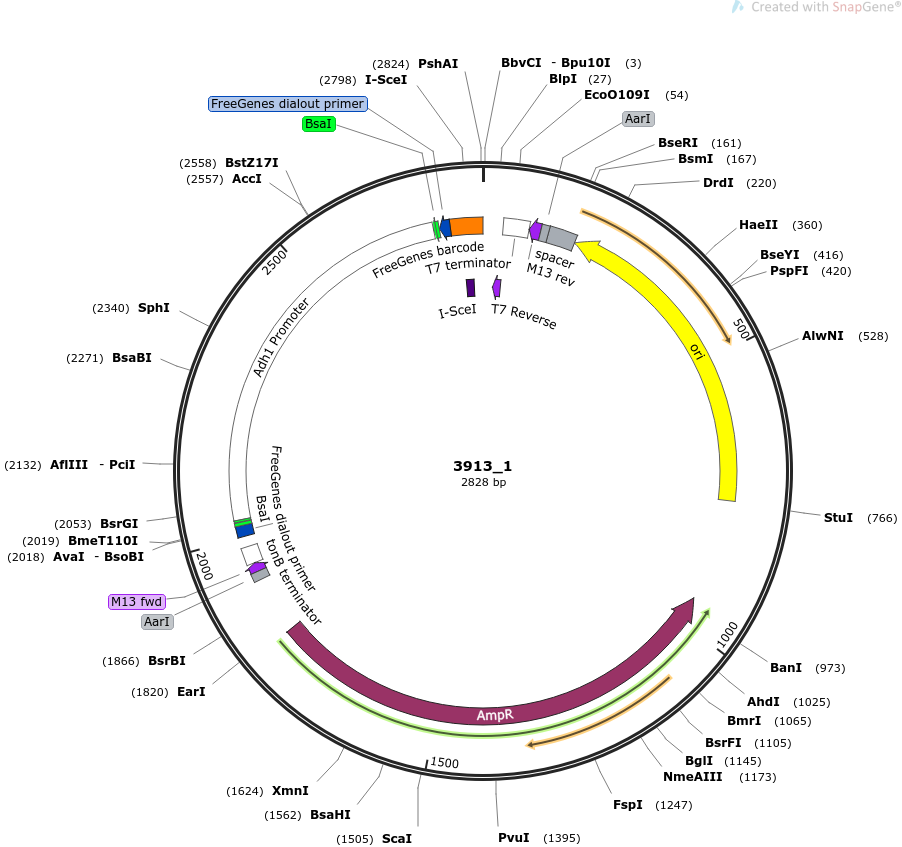 Created with SnapGene®
(2824) PshAI
BbvCI - Bpu10I (3)
(2798) I-SceI
BlpI (27)
EcoO109I (54)
FreeGenes dialout primer
BsaI
AarI
BseRI (161)
(2558) BstZ17I
BsmI (167)
(2557) AccI
DrdI (220)
HaeII (360)
FreeGenes barcode
spacer
BseYI (416)
2500
T7 terminator
M13 rev
PspFI (420)
(2340) SphI
I-SceI
T7 Reverse
500
Adh1 Promoter
ori
AlwNI (528)
(2271) BsaBI
(2132) AflIII - PciI
3913_1
2828 bp
FreeGenes dialout primer
BsaI
StuI (766)
(2053) BsrGI
(2019) BmeT110I
(2018) AvaI - BsoBI
2000
tonB terminator
M13 fwd
AarI
1000
(1866) BsrBI
BanI (973)
(1820) EarI
AhdI (1025)
AmpR
BmrI (1065)
BsrFI (1105)
1500
BglI (1145)
NmeAIII (1173)
(1624) XmnI
FspI (1247)
(1562) BsaHI
(1505) ScaI
PvuI (1395)